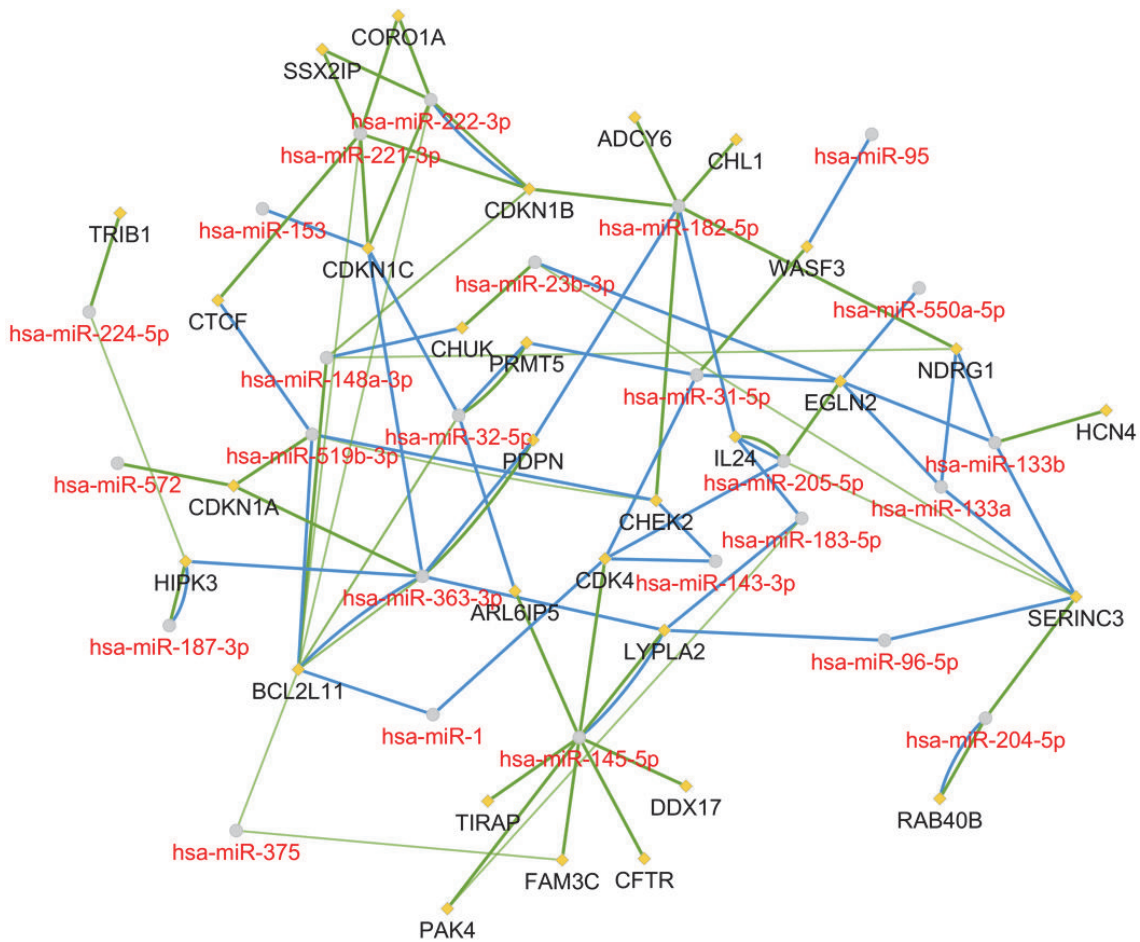 CORO1A
SSX2IP
hsa-miR-222-3p
ADCY6
CHL1
hsa-miR-95
hsa-miR-221-3p
CDKN1B
hsa-miR-182-5p
TRIB1
hsa-miR-153
CDKN1C
WASF3
hsa-miR-23b-3p
hsa-miR-550a-5p
CTCF
hsa-miR-224-5p
CHUK
PRMT5
NDRG1
hsa-miR-148a-3p
hsa-miR-31-5p
EGLN2
HCN4
hsa-miR-32-5p
hsa-miR-519b-3p
PDPN
IL24
hsa-miR-133b
hsa-miR-572
hsa-miR-205-5p
CDKN1A
CHEK2
hsa-miR-133a
hsa-miR-183-5p
HIPK3
CDK4
hsa-miR-143-3p
hsa-miR-363-3p
ARL6IP5
SERINC3
hsa-miR-187-3p
LYPLA2
hsa-miR-96-5p
BCL2L11
hsa-miR-1
hsa-miR-204-5p
hsa-miR-145-5p
DDX17
TIRAP
RAB40B
hsa-miR-375
FAM3C
CFTR
PAK4